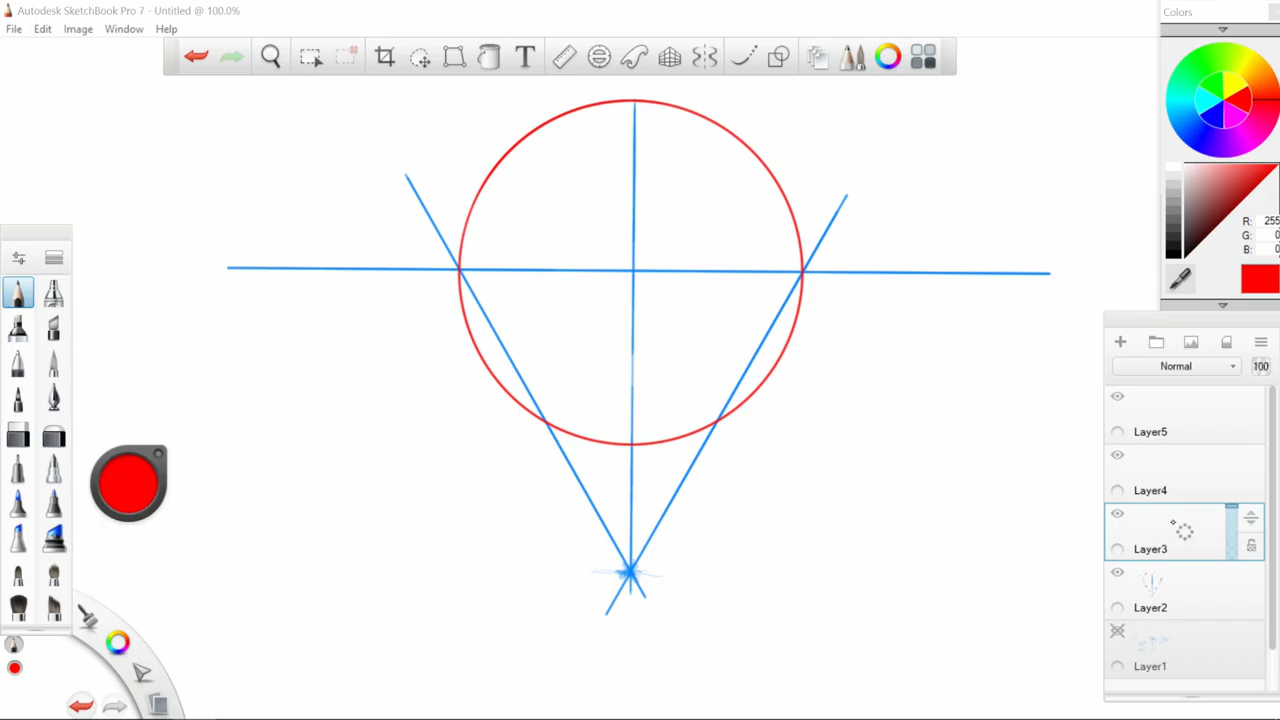 Autodesk SketchBook Pro 7 - Untitled @ 100.0%
File Edit Image Window Help
T
Colors
R: 255
G: 0
B: 0
Normal 100
Layer5
Layer4
Layer3
Layer2
Layer1